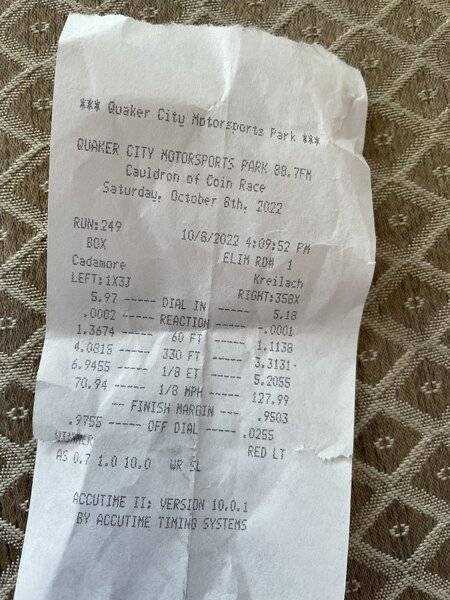 *** Quaker City Motorsports Park ***
QUAKER CITY MOTORSPORTS PARK 88.7FM
Cauldron of Coin Race
Saturday, October 8th, 2022
RUN:249 10/8/2022 4:09:52 PM
BOX ELIM RD# 1
Cadamore Kreilach
LEFT:1X3J RIGHT:358X
5.97 ----- DIAL IN ----- 5.18
.0002 ----- REACTION ----- -.0001
1.3674 ----- 60 FT ----- 1.1138
4.0815 ----- 330 FT ----- 3.3131
6.9455 ----- 1/8 ET ----- 5.2055
70.94 ----- 1/8 MPH ----- 127.99
-- FINISH MARGIN --- .9503
.9755 ----- OFF DIAL ----- .0255
WINNER RED LT
AS 0.7 1.0 10.0 WR SL
ACCUTIME II: VERSION 10.0.1
BY ACCUTIME TIMING SYSTEMS